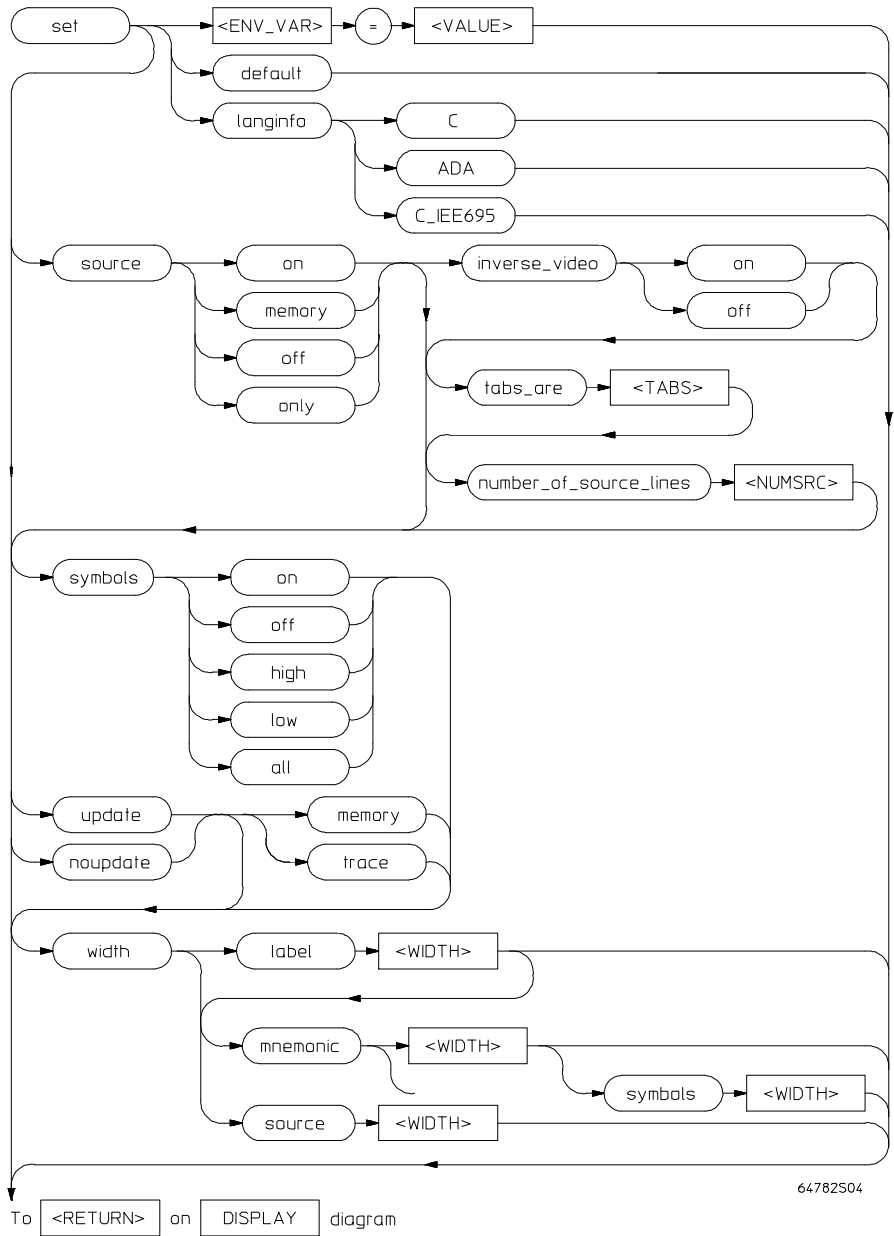 set <ENV_VAR> = <VALUE>
default
langinfo C
ADA
C_IEE695
source on inverse_video on
memory off
off tabs_are <TABS>
only
number_of_source_lines <NUMSRC>
symbols on
off
high
low
all
update memory
noupdate trace
width label <WIDTH>
mnemonic <WIDTH>
symbols <WIDTH>
source <WIDTH>
64782S04
To <RETURN> on DISPLAY diagram